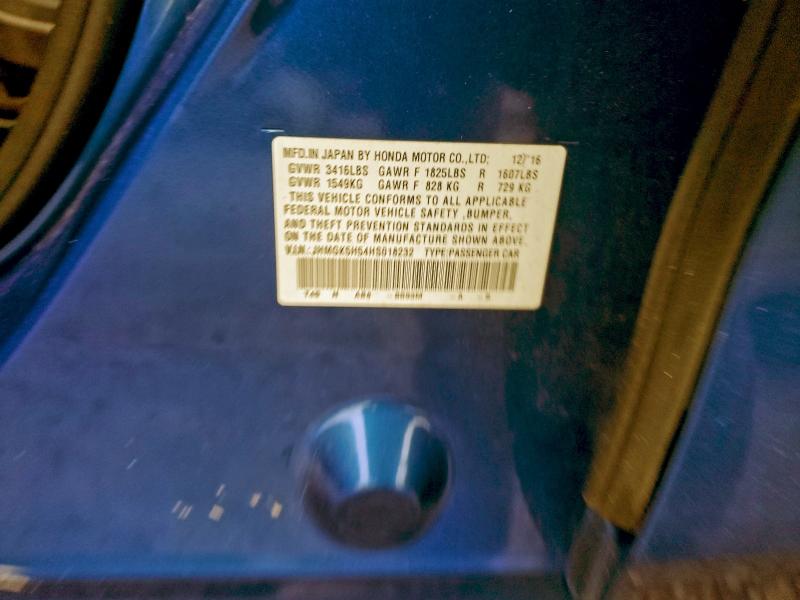 MFD.IN JAPAN BY HONDA MOTOR CO.,LTD; 12/'16
GVWR 3416LBS GAWR F 1825LBS R 1607LBS
GVWR 1549KG GAWR F 828 KG R 729 KG
THIS VEHICLE CONFORMS TO ALL APPLICABLE
FEDERAL MOTOR VEHICLE SAFETY ,BUMPER,
AND THEFT PREVENTION STANDARDS IN EFFECT
ON THE DATE OF MANUFACTURE SHOWN ABOVE.
V.I.N: JHMGK5H54HS018232 TYPE:PASSENGER CAR